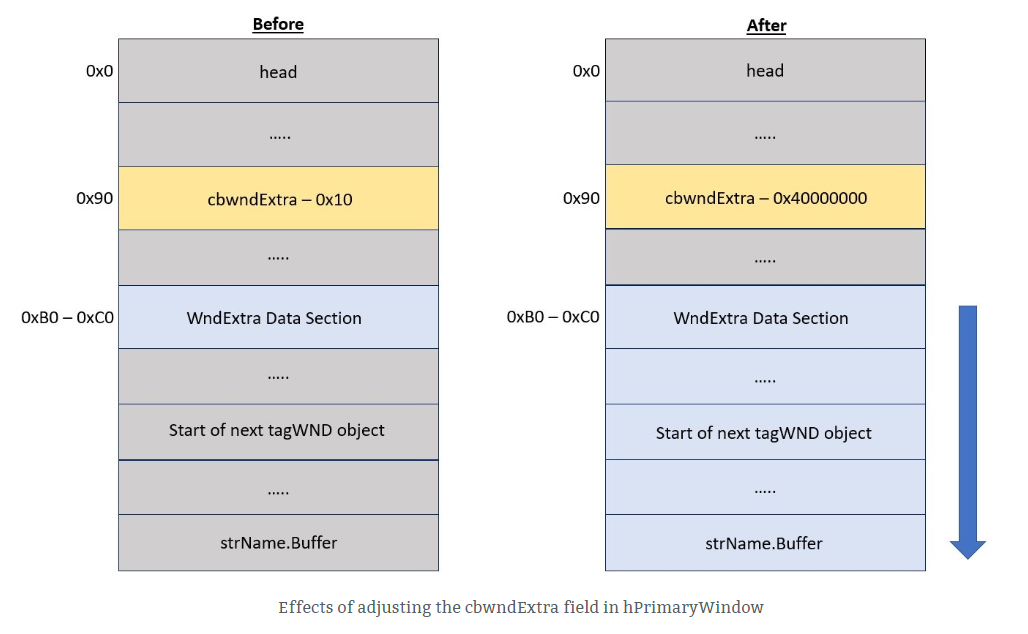 Before
0x0
head
.....
0x90
cbwndExtra – 0x10
.....
0xB0 – 0xC0
WndExtra Data Section
.....
Start of next tagWND object
.....
strName.Buffer
After
0x0
head
.....
0x90
cbwndExtra – 0x40000000
.....
0xB0 – 0xC0
WndExtra Data Section
.....
Start of next tagWND object
.....
strName.Buffer
Effects of adjusting the cbwndExtra field in hPrimaryWindow